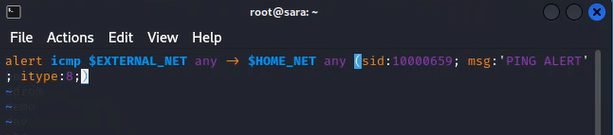 root@sara: ~
File Actions Edit View Help
alert icmp $EXTERNAL_NET any -> $HOME_NET any (sid:10000659; msg:'PING ALERT'
; itype:8;)
~
~
~